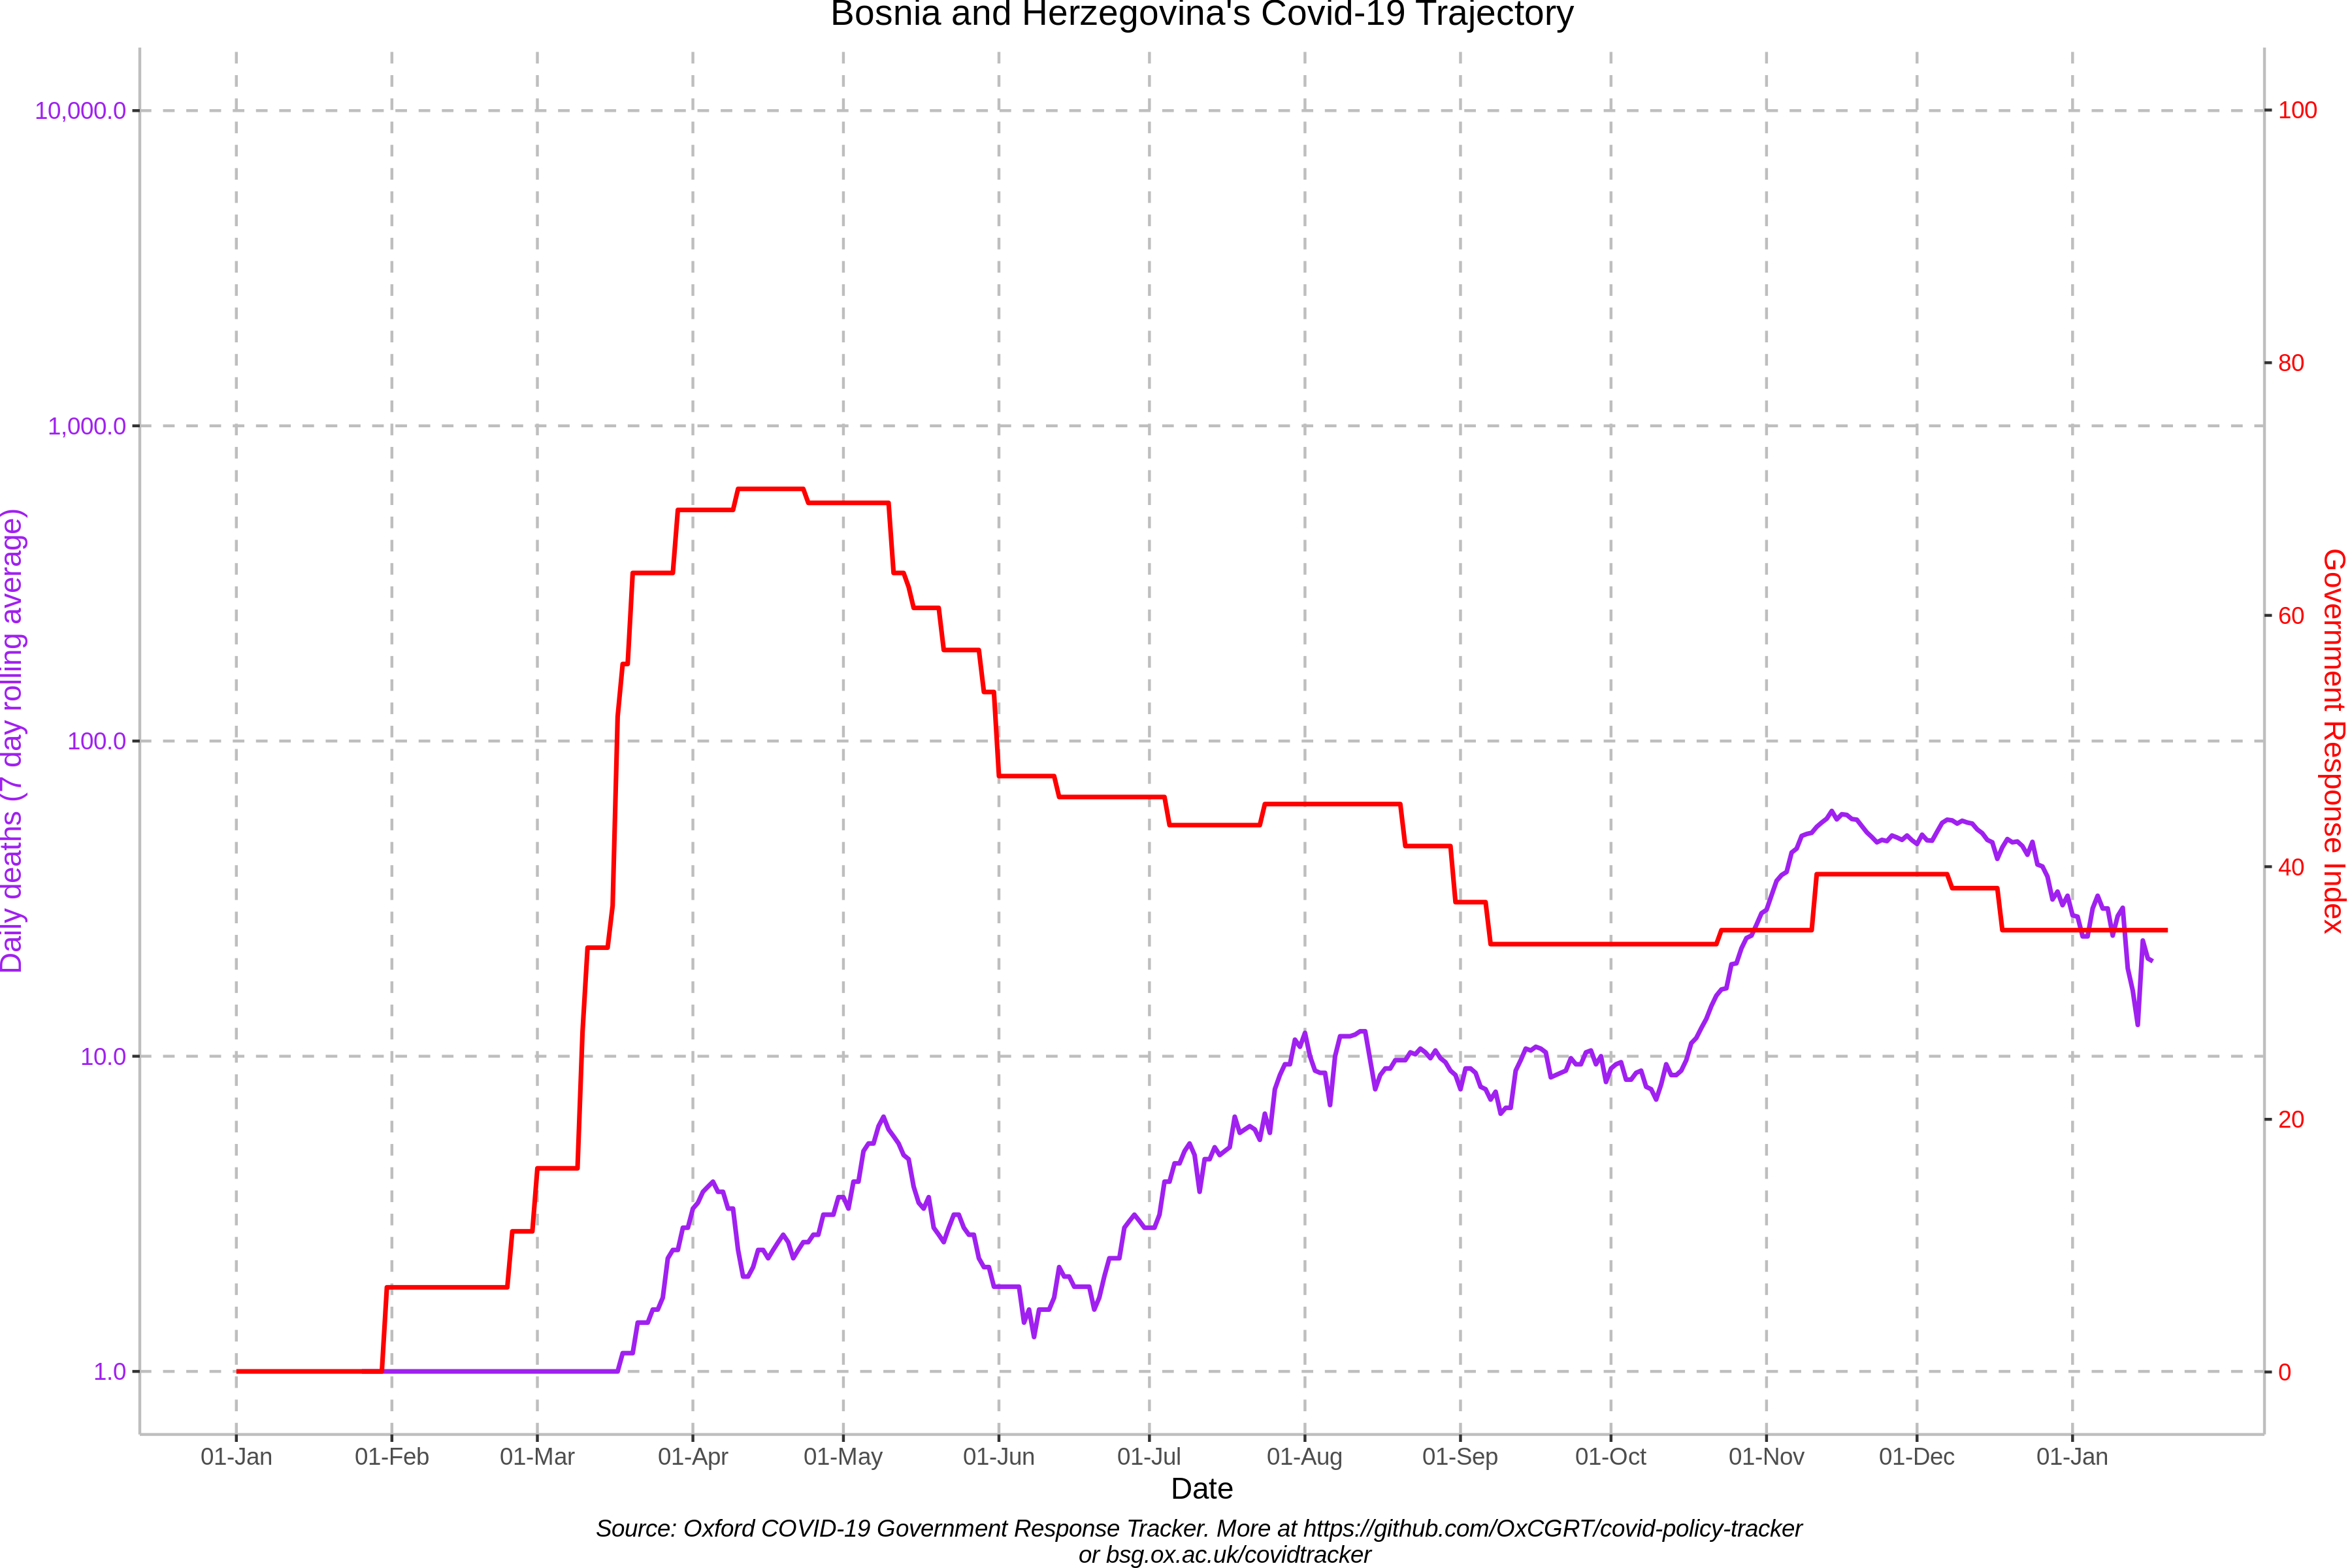 Bosnia and Herzegovina's Covid-19 Trajectory
10,000.0
1,000.0
100.0
10.0
1.0
Daily deaths (7 day rolling average)
100
80
60
40
20
0
Government Response Index
01-Jan 01-Feb 01-Mar 01-Apr 01-May 01-Jun 01-Jul 01-Aug 01-Sep 01-Oct 01-Nov 01-Dec 01-Jan
Date
Source: Oxford COVID-19 Government Response Tracker. More at https://github.com/OxCGRT/covid-policy-tracker
or bsg.ox.ac.uk/covidtracker